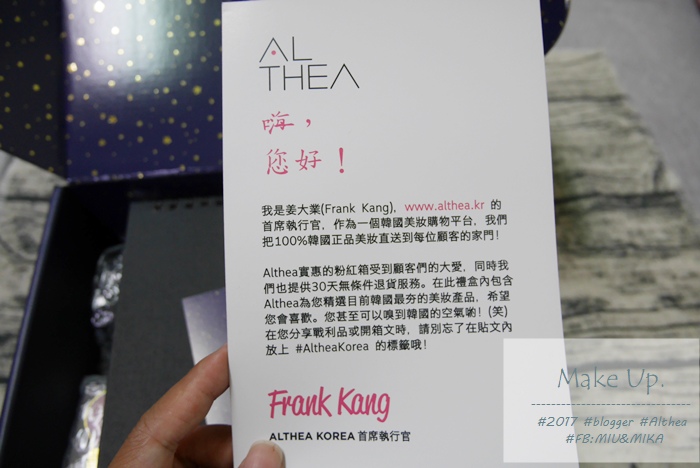 AL
THEA
嗨，
您好！
我是姜大業(Frank Kang), www.althea.kr 的
首席執行官，作為一個韓國美妝購物平台，我們
把100%韓國正品美妝直送到每位顧客的家門！
Althea實惠的粉紅箱受到顧客們的大愛，同時我
們也提供30天無條件退貨服務。在此禮盒內包含
Althea為您精選目前韓國最夯的美妝產品，希望
您會喜歡。您甚至可以嗅到韓國的空氣喲！(笑)
在您分享戰利品或開箱文時，請別忘了在貼文內
放上 #AltheaKorea 的標籤哦！
Frank Kang
ALTHEA KOREA 首席執行官
Make Up.
#2017 #blogger #Althea
#FB:MIU&MIKA